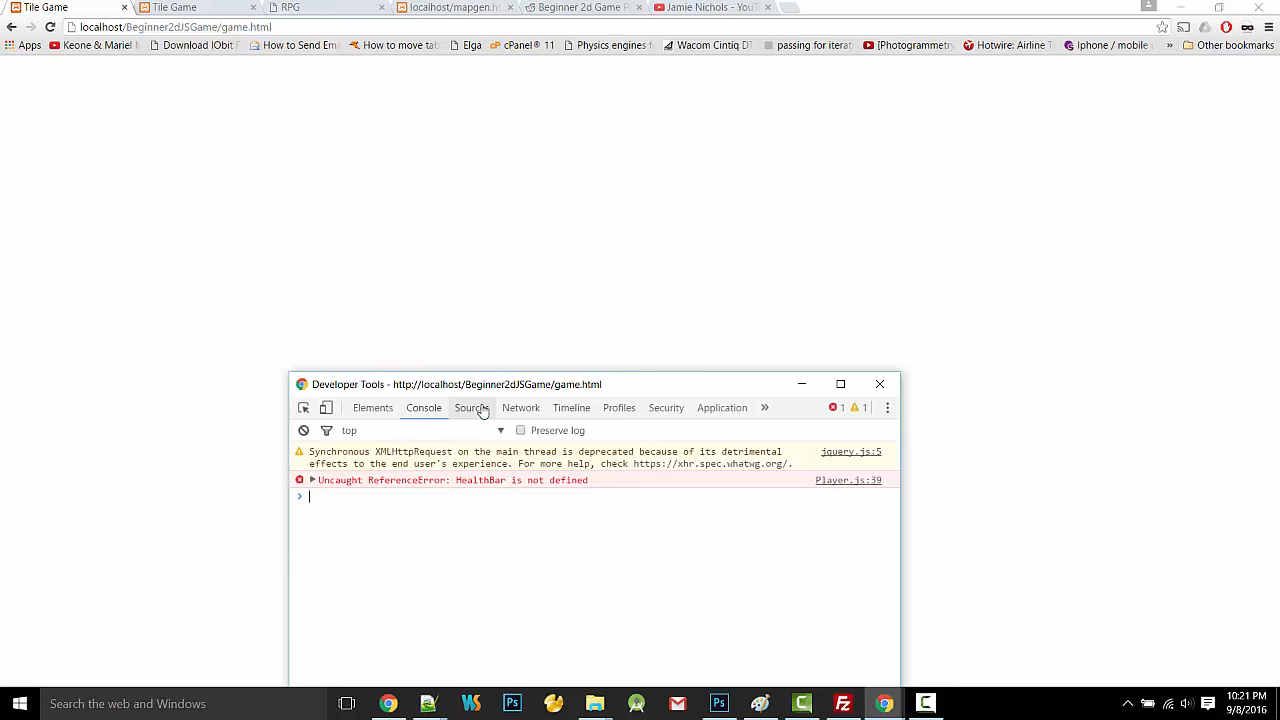 Tile Game
Tile Game
RPG
localhost/mapgen.ht
Beginner 2d Game P
Jamie Nichols - YouT
localhost/Beginner2dJSGame/game.html
Apps
Keone & Mariel
Download IObit
How to Send Ema
How to move tab
Elga
cPanel® 11
Physics engines f
Wacom Cintiq DT
passing for iterat
[Photogrammetry
Hotwire: Airline T
Iphone / mobile
»
Other bookmarks
Developer Tools - http://localhost/Beginner2dJSGame/game.html
Elements Console Sources Network Timeline Profiles Security Application » 1 1
top
Preserve log
Synchronous XMLHttpRequest on the main thread is deprecated because of its detrimental
effects to the end user's experience. For more help, check https://xhr.spec.whatwg.org/.
jquery.js:5
Uncaught ReferenceError: HealthBar is not defined
Player.js:39
Search the web and Windows
10:21 PM
9/8/2016